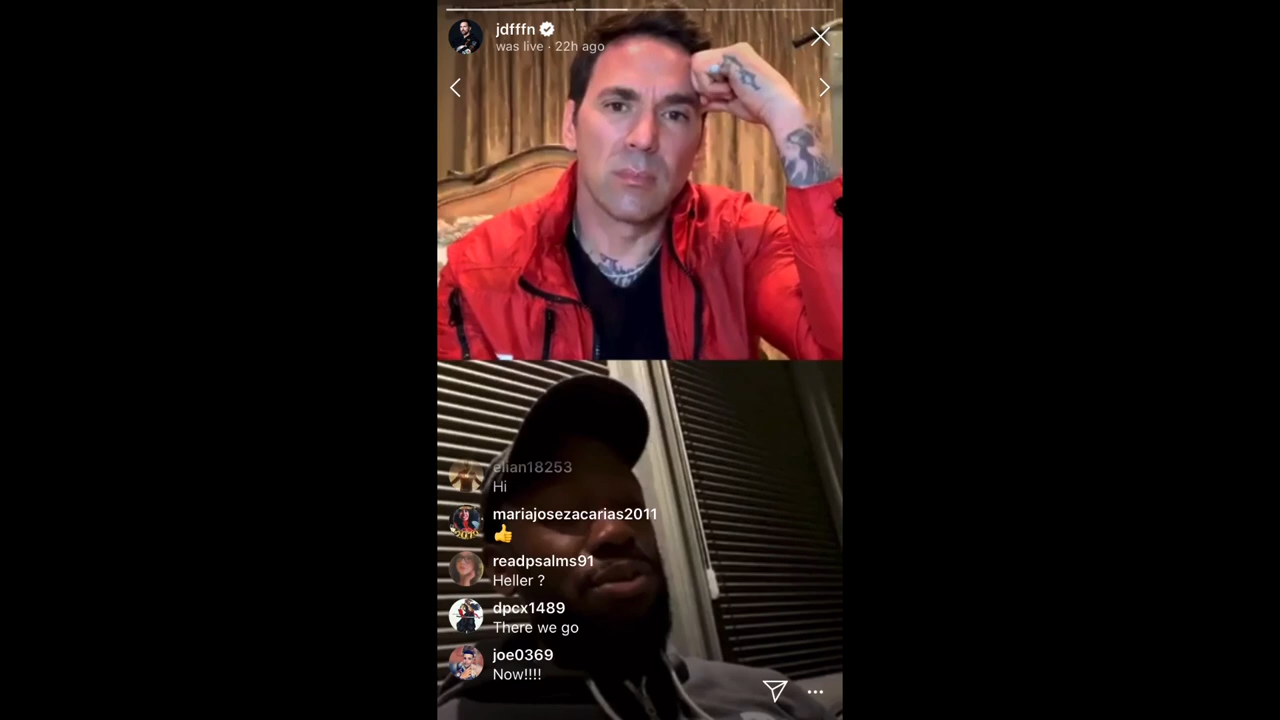 jdfffn
was live · 22h ago
elian18253
Hi
mariajosezacarias2011
👍
readpsalms91
Heller ?
dpcx1489
There we go
joe0369
Now!!!!